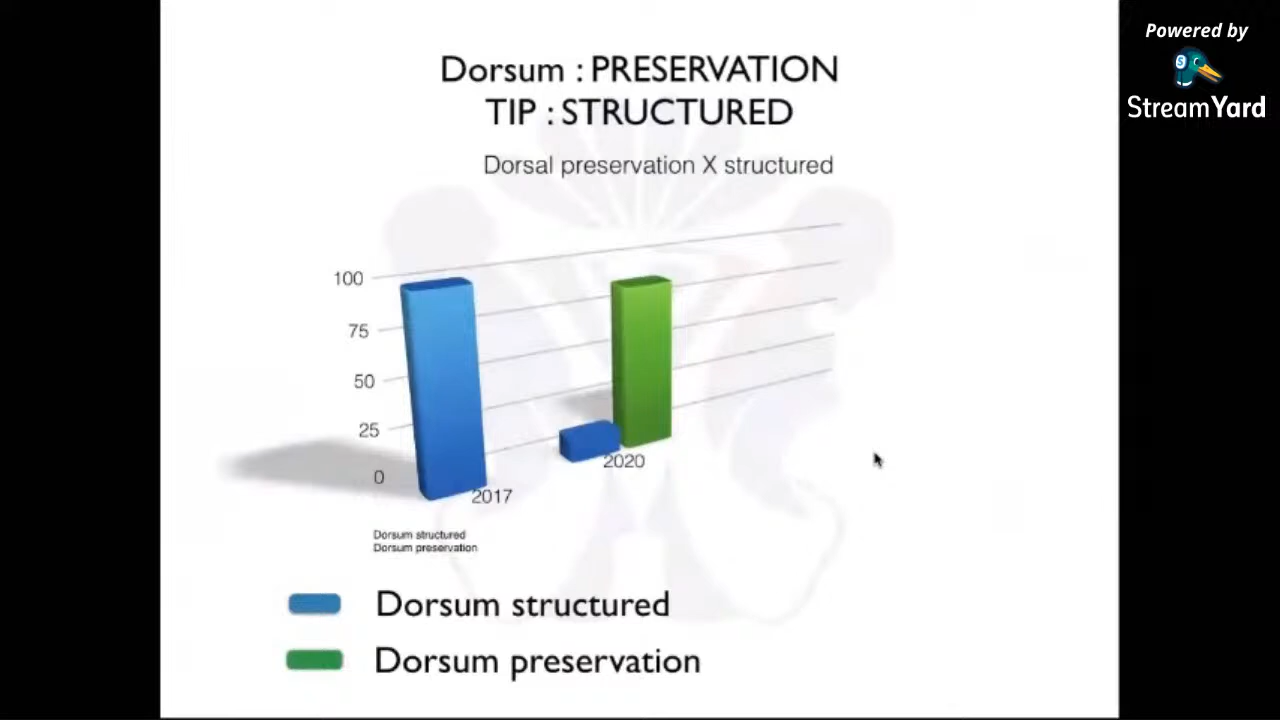 Powered by
StreamYard
Dorsum : PRESERVATION
TIP : STRUCTURED
Dorsal preservation X structured
100
75
50
25
0
2017
2020
Dorsum structured
Dorsum preservation
Dorsum structured
Dorsum preservation